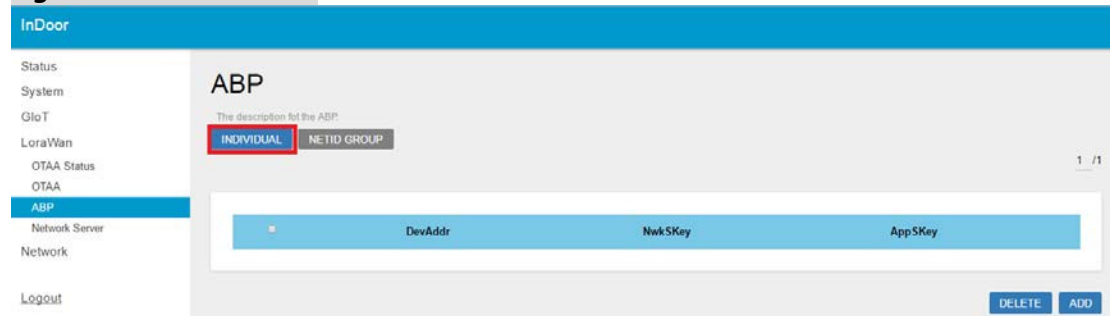 InDoor
Status
System
GIoT
LoraWan
OTAA Status
OTAA
ABP
Network Server
Network
Logout
ABP
The description fot the ABP.
INDIVIDUAL NETID GROUP
1 /1
DevAddr NwkSKey AppSKey
DELETE ADD